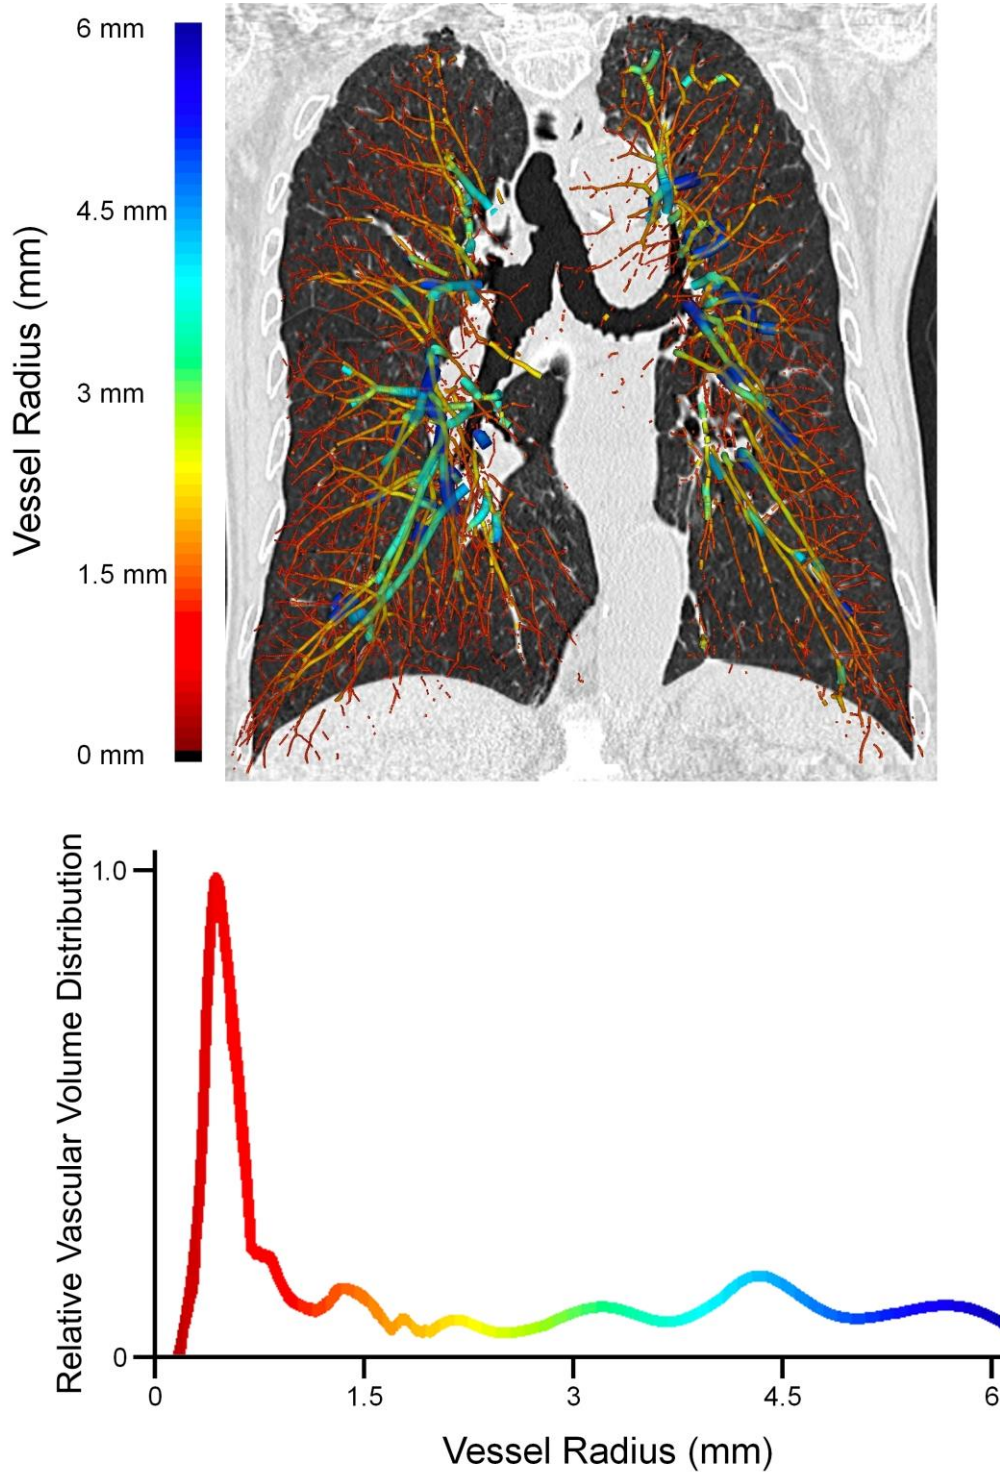 6 mm
4.5 mm
3 mm
1.5 mm
0 mm
Vessel Radius (mm)
Relative Vascular Volume Distribution
1.0
0
0 1.5 3 4.5 6
Vessel Radius (mm)